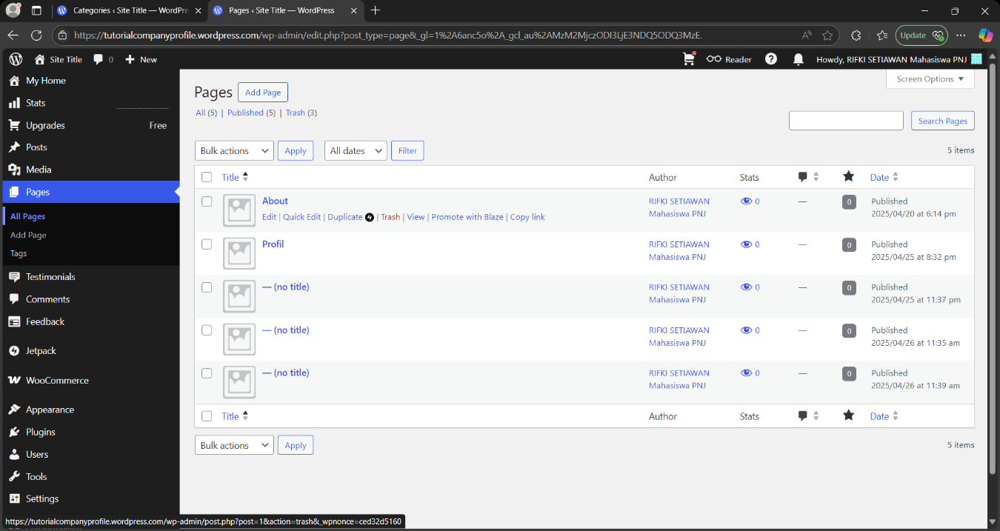 Categories ‹ Site Title — WordPre
Pages ‹ Site Title — WordPress
https://tutorialcompanyprofile.wordpress.com/wp-admin/edit.php?post_type=page&_gl=1%2A6anc5o%2A_gcl_au%2AMzM2MjczODI3LjE3NDQ5ODQ3MzE.
Update
Site Title
0
New
Reader
Howdy, RIFKI SETIAWAN Mahasiswa PNJ
My Home
Stats
Upgrades Free
Posts
Media
Pages
All Pages
Add Page
Tags
Testimonials
Comments
Feedback
Jetpack
WooCommerce
Appearance
Plugins
Users
Tools
Settings
Screen Options
Pages
Add Page
All (5) | Published (5) | Trash (3)
Search Pages
Bulk actions Apply All dates Filter 5 items
Title Author Stats Date
About
Edit | Quick Edit | Duplicate | Trash | View | Promote with Blaze | Copy link
RIFKI SETIAWAN
Mahasiswa PNJ
0 — 0
Published
2025/04/20 at 6:14 pm
Profil
RIFKI SETIAWAN
Mahasiswa PNJ
0 — 0
Published
2025/04/25 at 8:32 pm
— (no title)
RIFKI SETIAWAN
Mahasiswa PNJ
0 — 0
Published
2025/04/25 at 11:37 pm
— (no title)
RIFKI SETIAWAN
Mahasiswa PNJ
0 — 0
Published
2025/04/26 at 11:35 am
— (no title)
RIFKI SETIAWAN
Mahasiswa PNJ
0 — 0
Published
2025/04/26 at 11:39 am
Title Author Stats Date
Bulk actions Apply 5 items
https://tutorialcompanyprofile.wordpress.com/wp-admin/post.php?post=1&action=trash&_wpnonce=ced32d5160